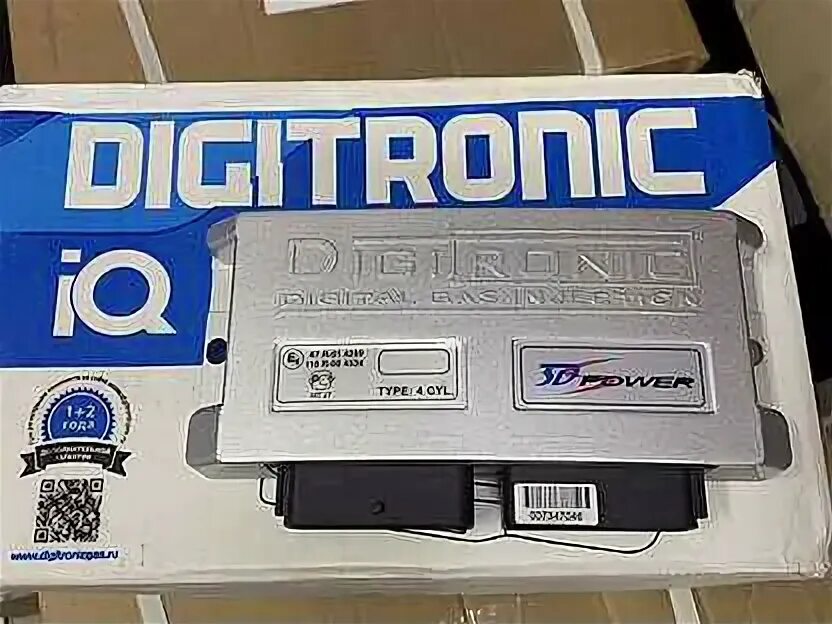 DIGITRONIC
iQ
DIGITRONIC
DIGITAL GAS INJECTION
TYPE: 4 CYL
3D POWER
1+2
года
www.digitronicgas.ru